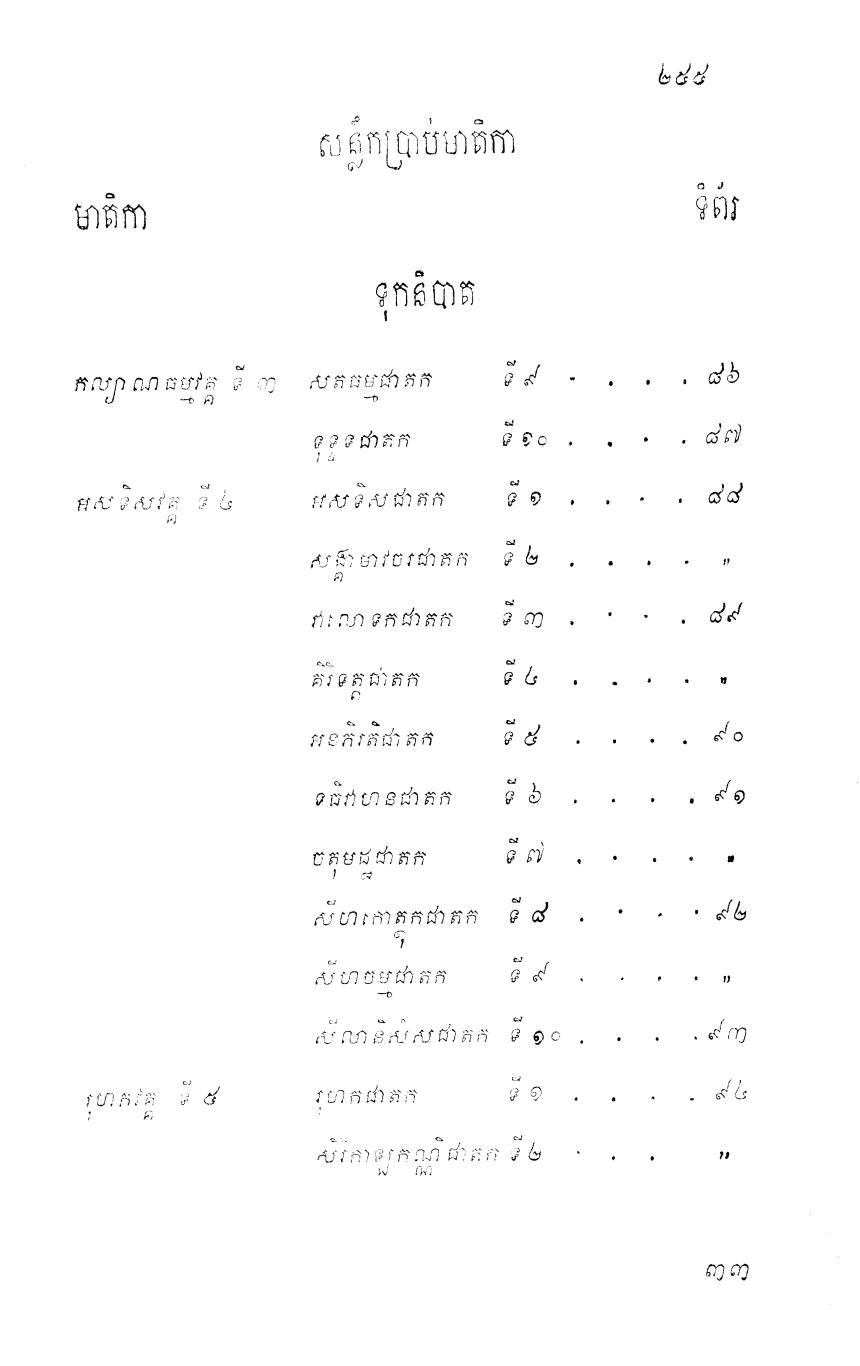 ២៥៥
សន្លឹកប្រាប់មាតិកា
មាតិកា ទំព័រ
ទុកនិបាត
កល្យាណធម្មវគ្គ ទី ៣ សតធម្មជាតក ទី ៩ . . . . ៨៦
ទុទ្ទទជាតក ទី ១០ . . . . ៨៧
អសទិសវគ្គ ទី ៤ អសទិសជាតក ទី ១ . . . . ៨៨
សង្គាមាវចរជាតក ទី ២ . . . . "
វាលោទកជាតក ទី ៣ . . . . ៨៩
គិរិទត្តជាតក ទី ៤ . . . . "
អនភិរតិជាតក ទី ៥ . . . . ៩០
ទធិវាហនជាតក ទី ៦ . . . . ៩១
ចតុមដ្ឋជាតក ទី ៧ . . . . "
សីហកោត្ថុកជាតក ទី ៨ . . . . ៩២
សីហចម្មជាតក ទី ៩ . . . . "
សីលានិសំសជាតក ទី ១០ . . . . ៩៣
រុហកវគ្គ ទី ៥ រុហកជាតក ទី ១ . . . . ៩៤
សិរីកាឡកណ្ណិជាតក ទី ២ . . . "
៣៣